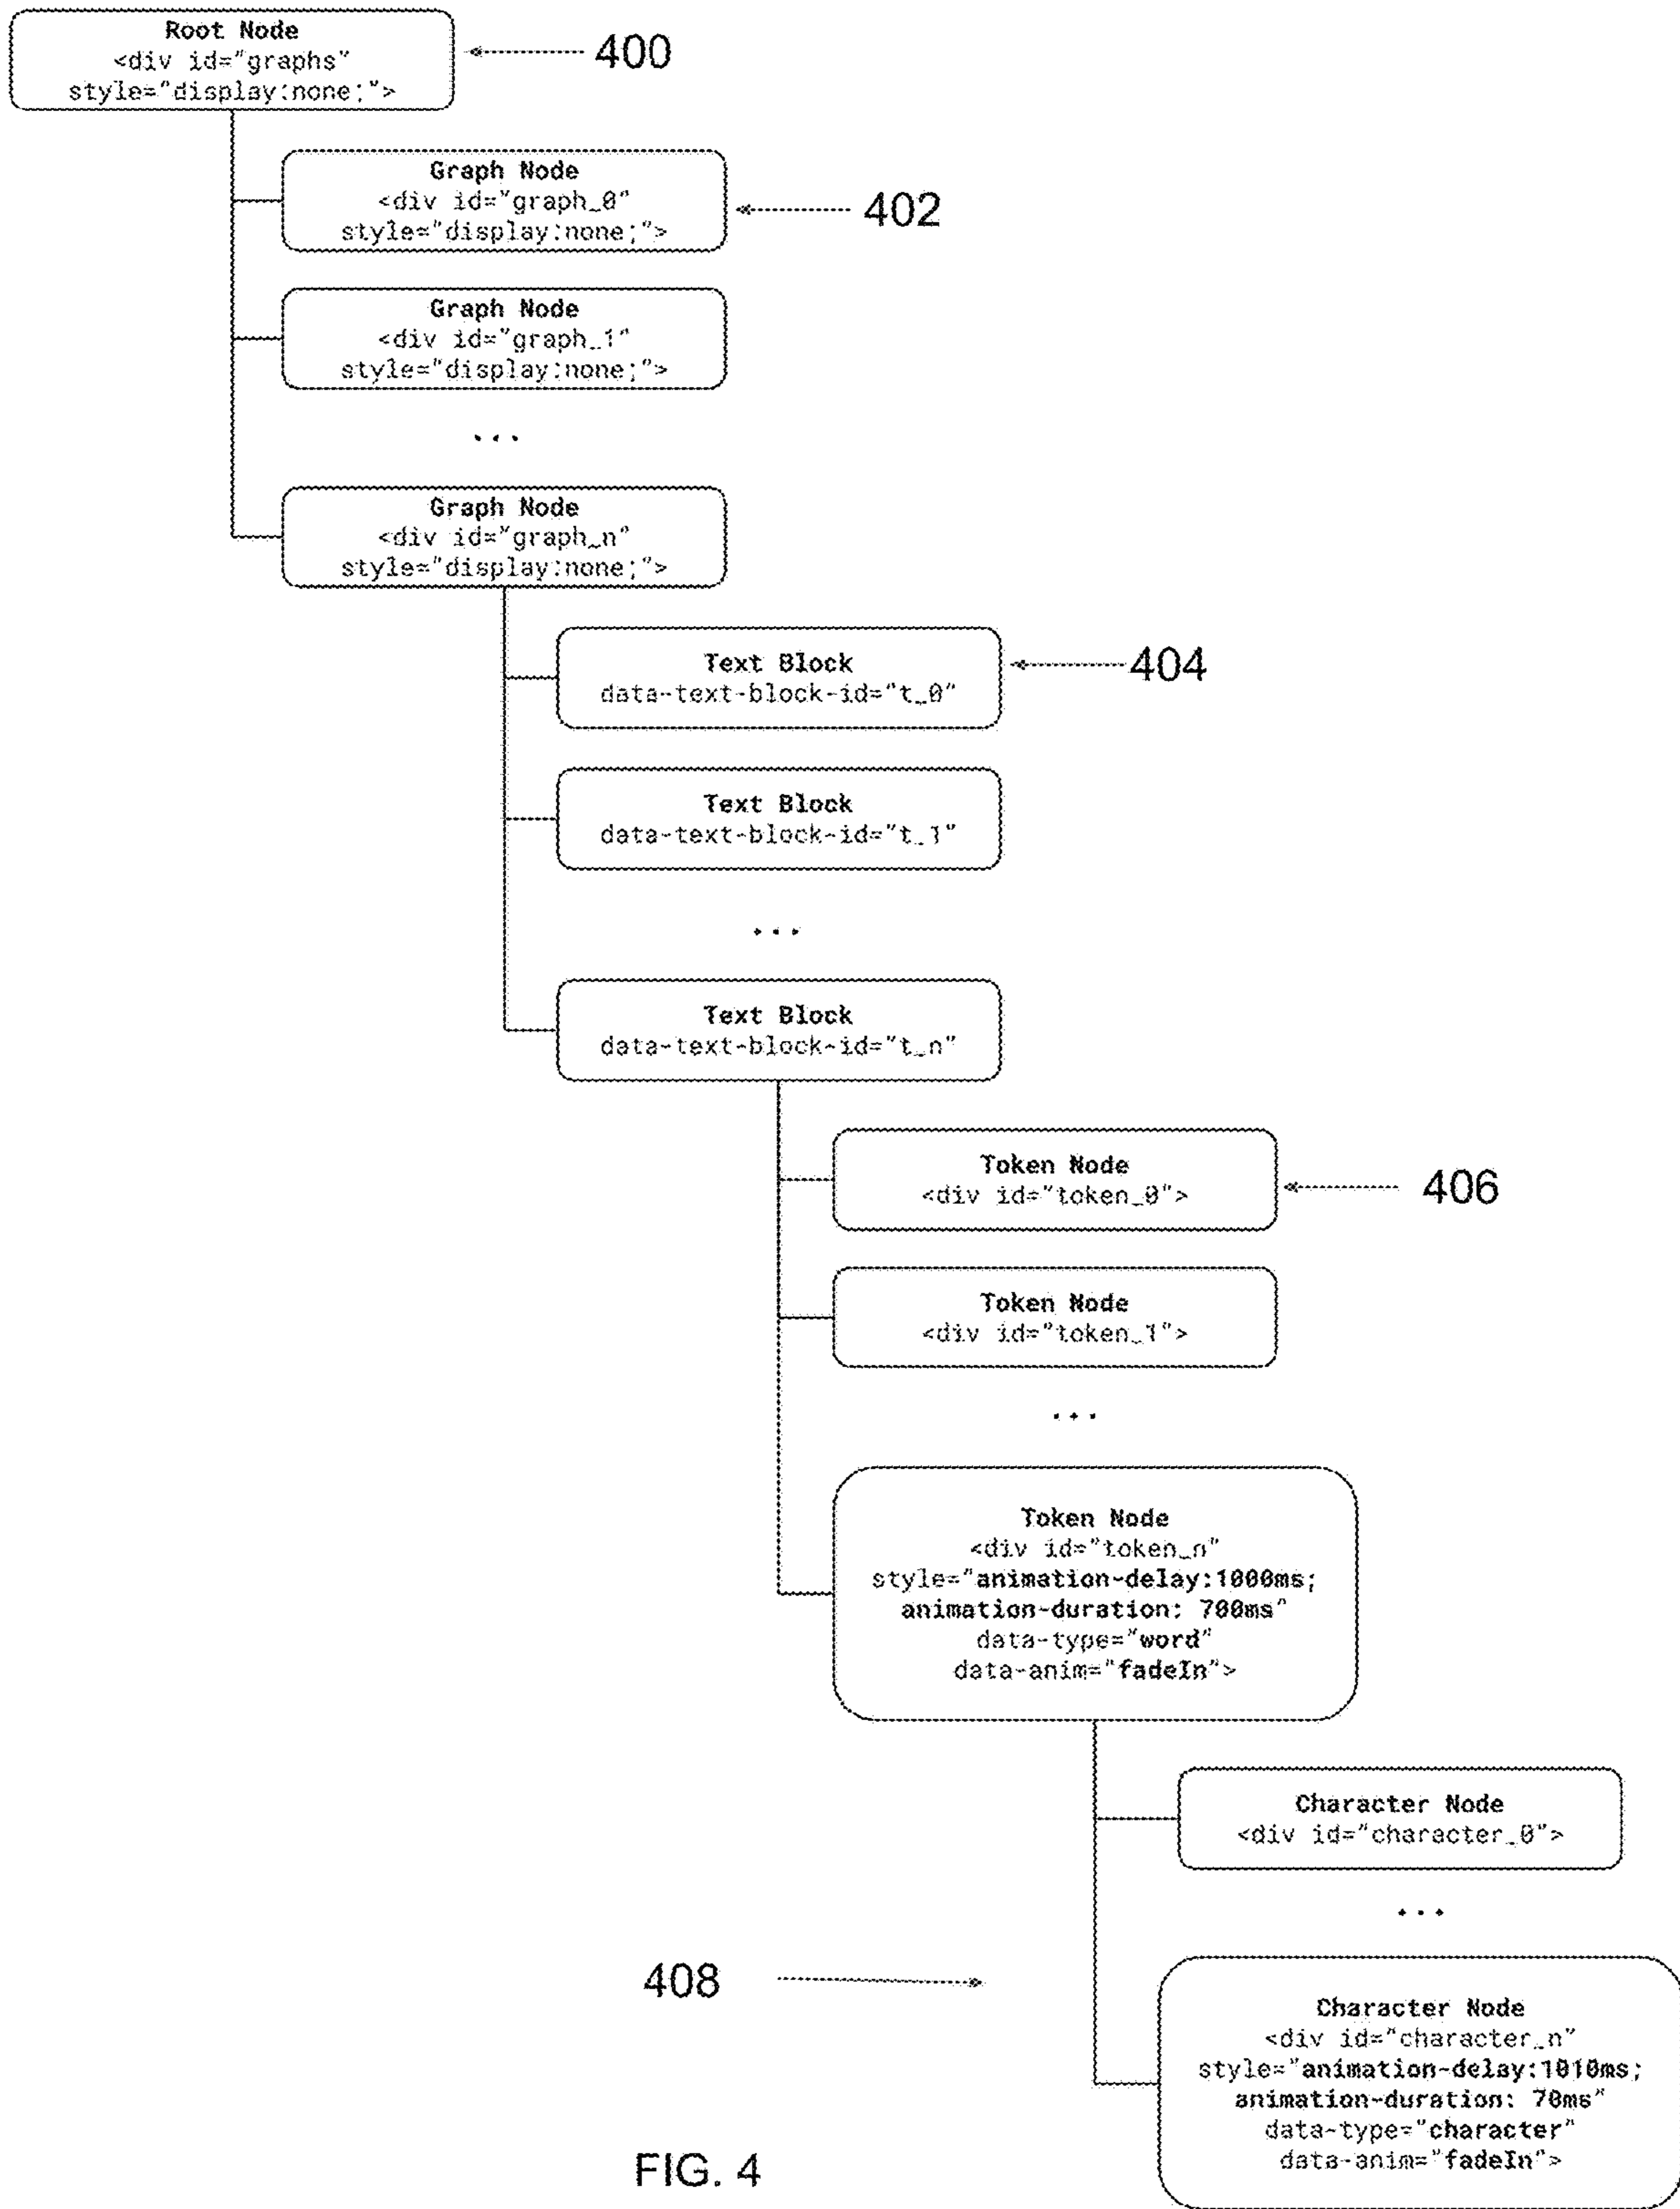 Root Node
<div id="graphs"
style="display:none;">
400
Graph Node
<div id="graph_0"
style="display:none;">
402
Graph Node
<div id="graph_1"
style="display:none;">
...
Graph Node
<div id="graph_n"
style="display:none;">
Text Block
data-text-block-id="t_0"
404
Text Block
data-text-block-id="t_1"
...
Text Block
data-text-block-id="t_n"
Token Node
<div id="token_0">
406
Token Node
<div id="token_1">
...
Token Node
<div id="token_n"
style="animation-delay:1000ms;
animation-duration: 700ms"
data-type="word"
data-anim="fadeIn">
Character Node
<div id="character_0">
...
408
Character Node
<div id="character_n"
style="animation-delay:1010ms;
animation-duration: 70ms"
data-type="character"
data-anim="fadeIn">
FIG. 4